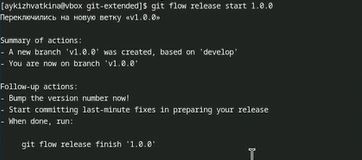 [aykizhvatkina@vbox git-extended]$ git flow release start 1.0.0
Переключились на новую ветку «v1.0.0»
Summary of actions:
- A new branch 'v1.0.0' was created, based on 'develop'
- You are now on branch 'v1.0.0'
Follow-up actions:
- Bump the version number now!
- Start committing last-minute fixes in preparing your release
- When done, run:
git flow release finish '1.0.0'